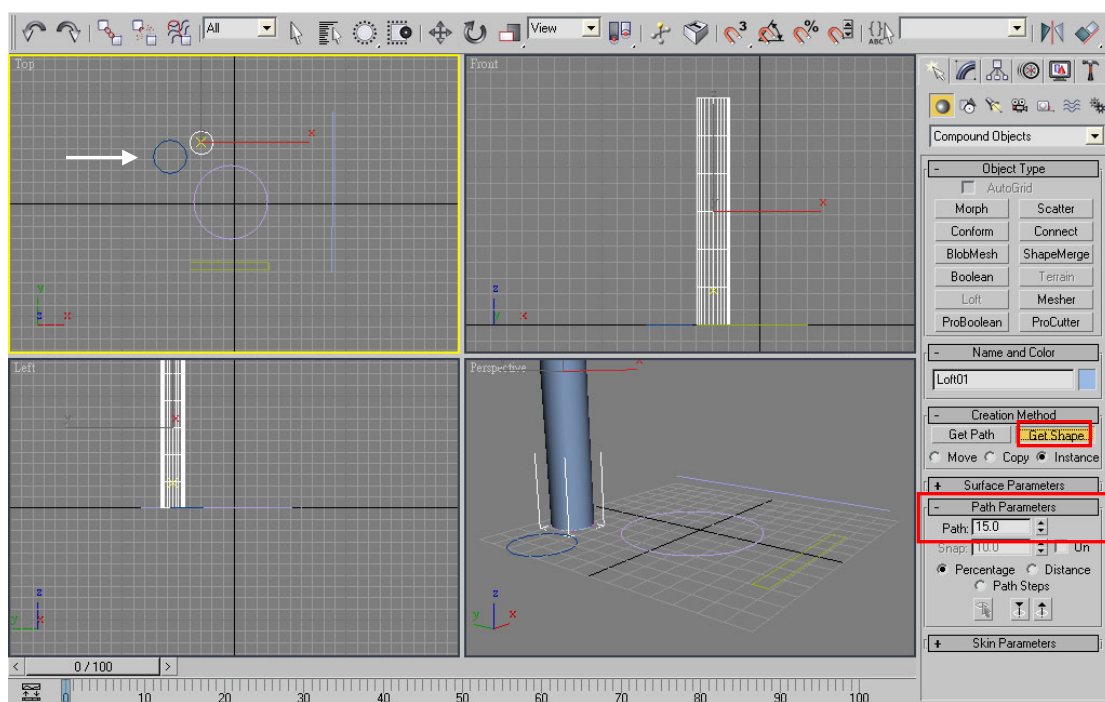 All
View
ABC
Top
x
y
z
x
Front
z
x
z
y
x
Left
y
x
z
y
x
Perspective
x
z
y
x
Compound Objects
- Object Type
AutoGrid
Morph Scatter
Conform Connect
BlobMesh ShapeMerge
Boolean Terrain
Loft Mesher
ProBoolean ProCutter
- Name and Color
Loft01
- Creation Method
Get Path Get Shape
Move Copy Instance
+ Surface Parameters
- Path Parameters
Path: 15.0
Snap: 10.0 Un
Percentage Distance
Path Steps
+ Skin Parameters
< 0 / 100 >
0 10 20 30 40 50 60 70 80 90 100